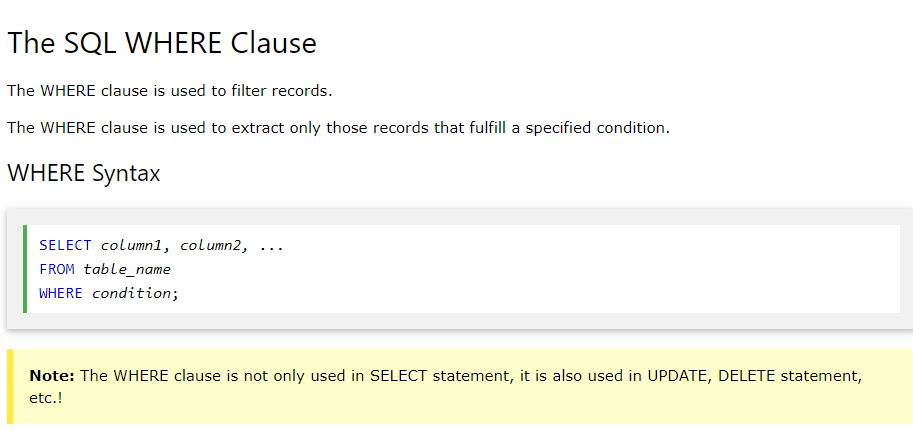 The SQL WHERE Clause
The WHERE clause is used to filter records.
The WHERE clause is used to extract only those records that fulfill a specified condition.
WHERE Syntax
SELECT column1, column2, ...
FROM table_name
WHERE condition;
Note: The WHERE clause is not only used in SELECT statement, it is also used in UPDATE, DELETE statement,
etc.!